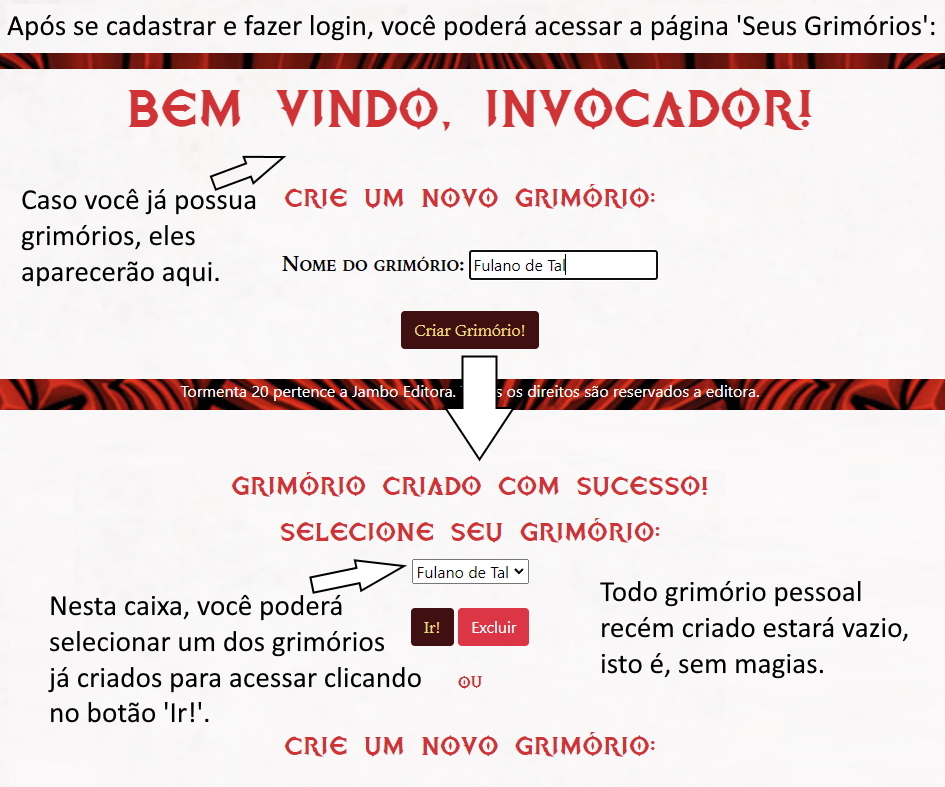 Após se cadastrar e fazer login, você poderá acessar a página 'Seus Grimórios':
BEM VINDO, INVOCADOR!
Caso você já possua
grimórios, eles
aparecerão aqui.
CRIE UM NOVO GRIMÓRIO:
Nome do grimório: Fulano de Tal
Criar Grimório!
Tormenta 20 pertence a Jambo Editora. s os direitos são reservados a editora.
GRIMÓRIO CRIADO COM SUCESSO!
SELECIONE SEU GRIMÓRIO:
Fulano de Tal
Nesta caixa, você poderá
selecionar um dos grimórios
já criados para acessar clicando
no botão 'Ir!'.
Ir! Excluir
OU
Todo grimório pessoal
recém criado estará vazio,
isto é, sem magias.
CRIE UM NOVO GRIMÓRIO: